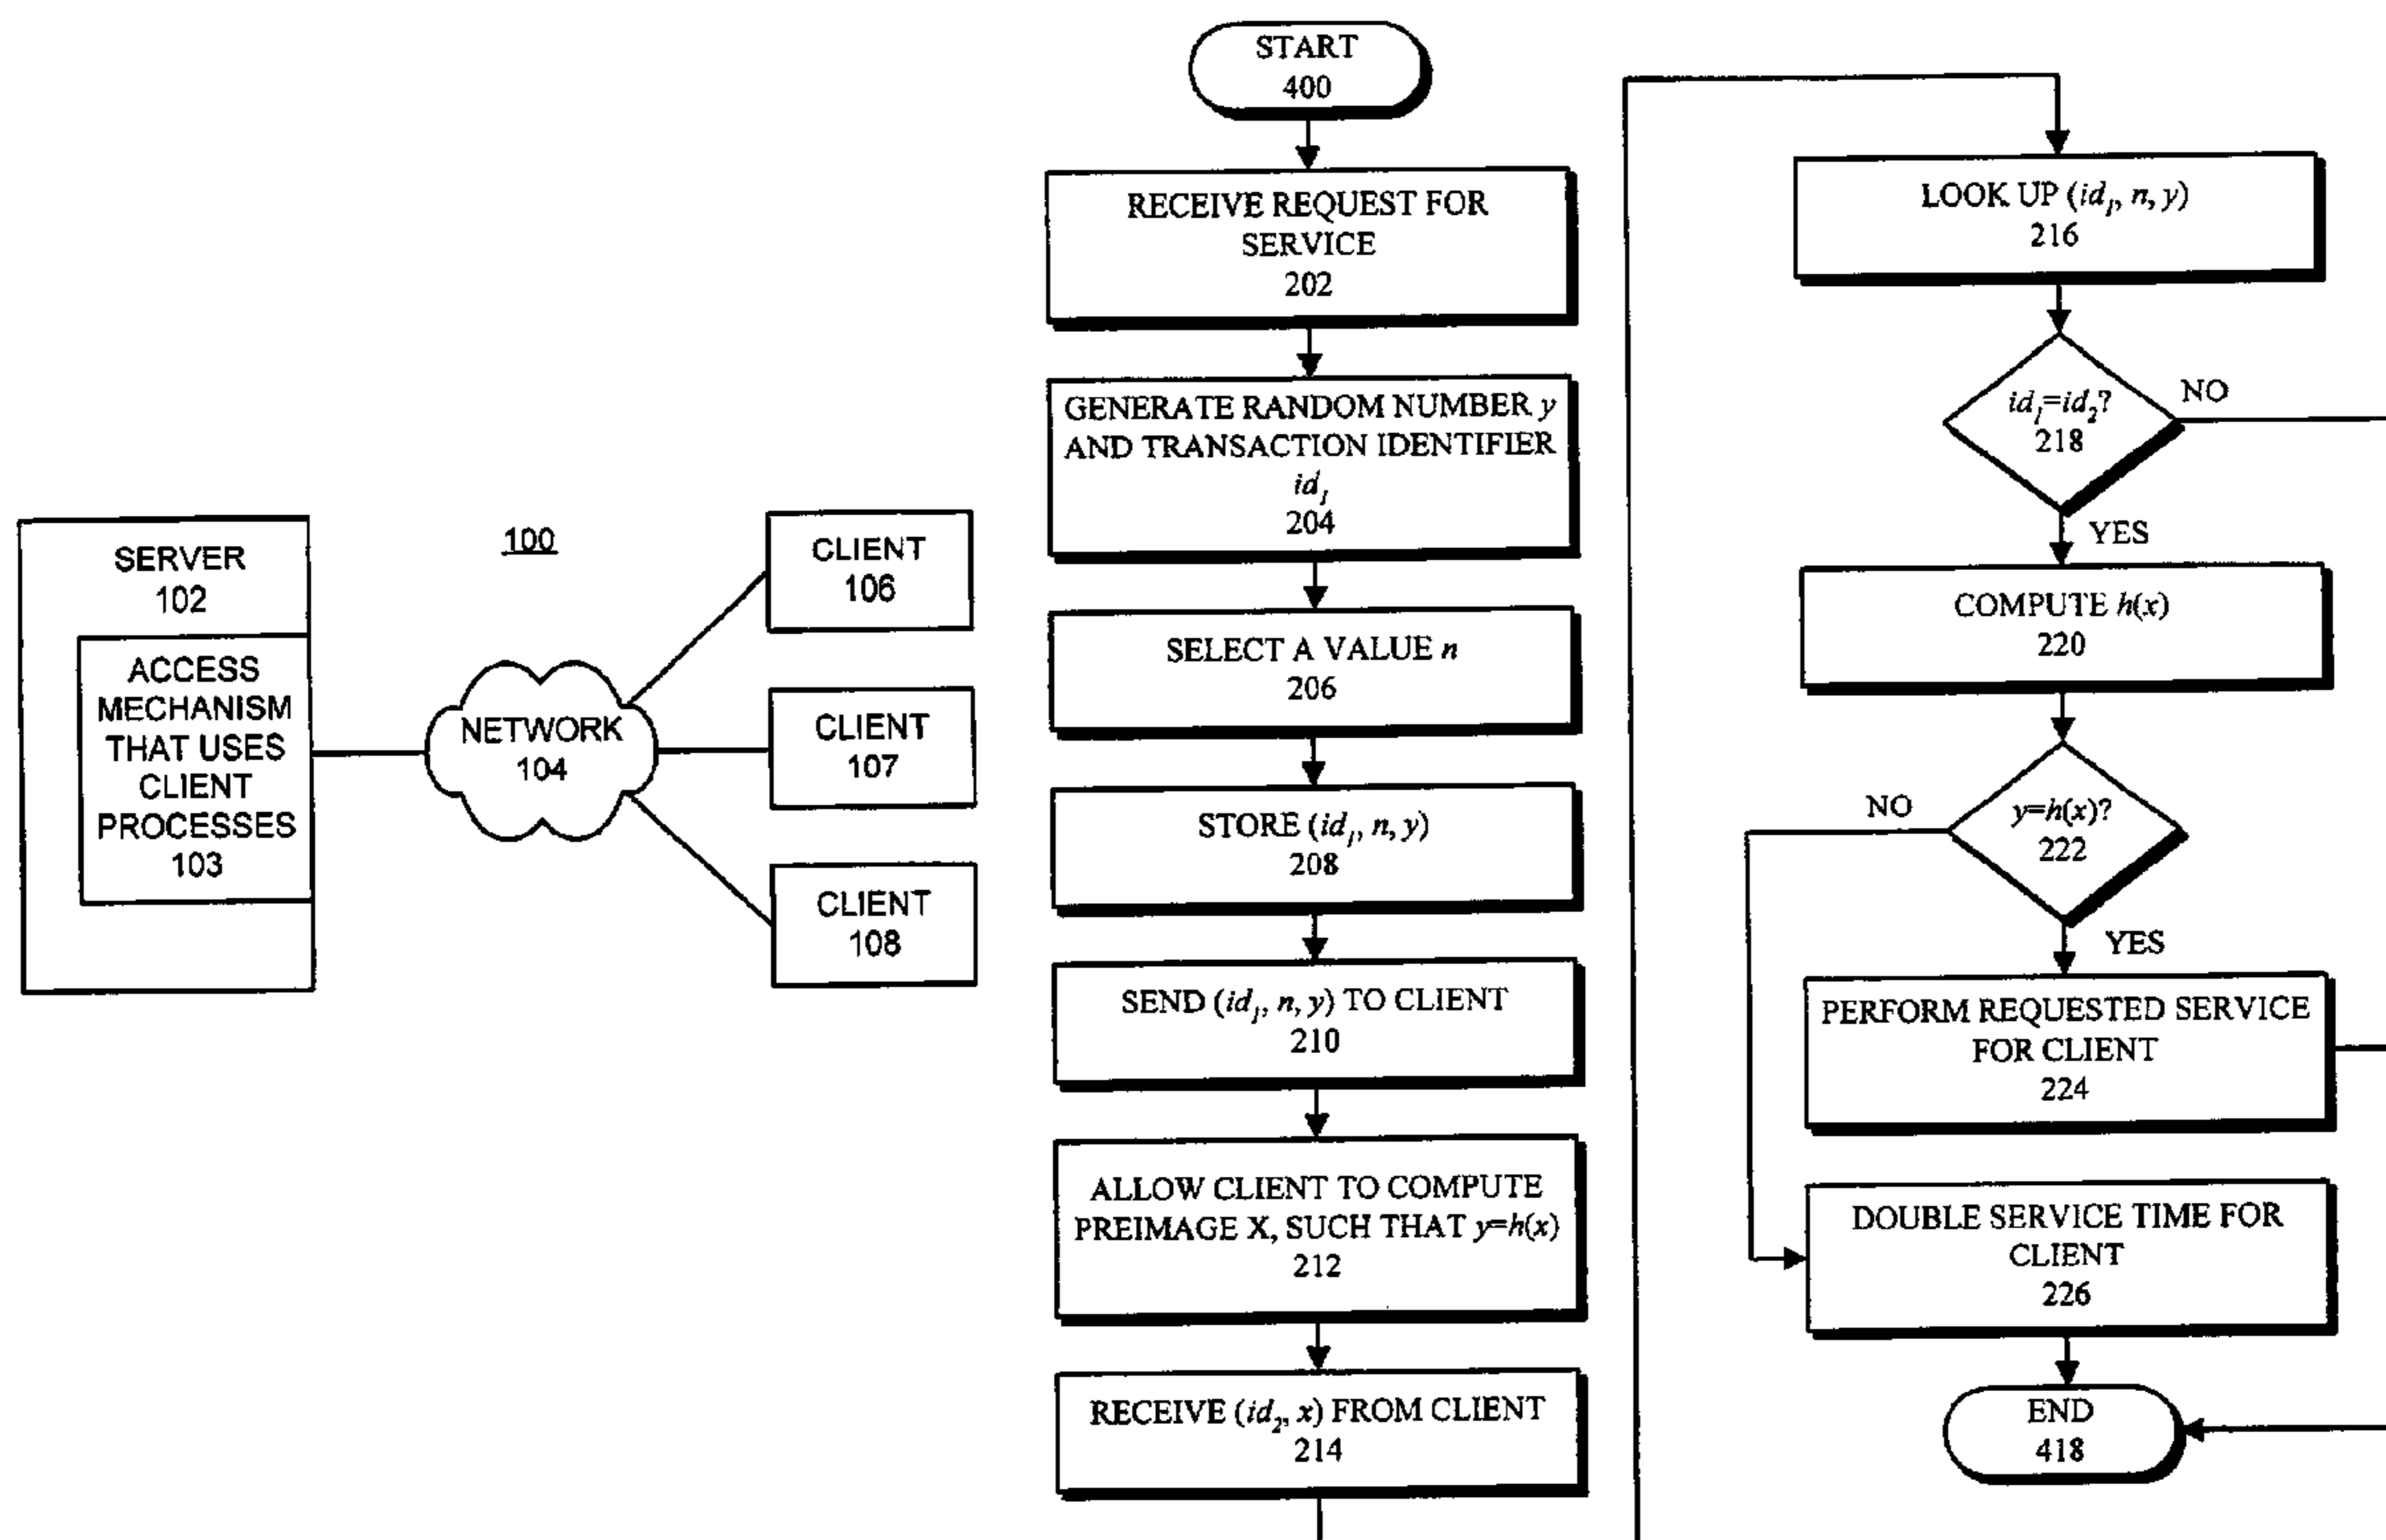 SERVER
102
ACCESS
MECHANISM
THAT USES
CLIENT
PROCESSES
103
100
NETWORK
104
CLIENT
106
CLIENT
107
CLIENT
108
START
400
RECEIVE REQUEST FOR
SERVICE
202
GENERATE RANDOM NUMBER y
AND TRANSACTION IDENTIFIER
id₁
204
SELECT A VALUE n
206
STORE (id₁, n, y)
208
SEND (id₁, n, y) TO CLIENT
210
ALLOW CLIENT TO COMPUTE
PREIMAGE X, SUCH THAT y=h(x)
212
RECEIVE (id₂, x) FROM CLIENT
214
LOOK UP (id₁, n, y)
216
id₁=id₂?
218
NO
YES
COMPUTE h(x)
220
y=h(x)?
222
NO
YES
PERFORM REQUESTED SERVICE
FOR CLIENT
224
DOUBLE SERVICE TIME FOR
CLIENT
226
END
418